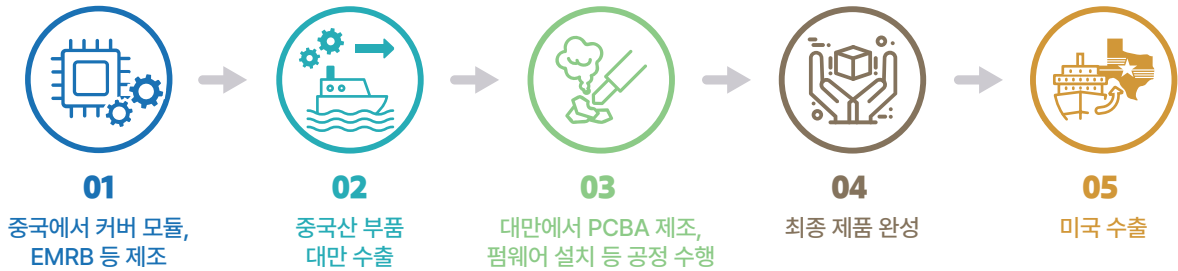 01
중국에서 커버 모듈,
EMRB 등 제조
02
중국산 부품
대만 수출
03
대만에서 PCBA 제조,
펌웨어 설치 등 공정 수행
04
최종 제품 완성
05
미국 수출